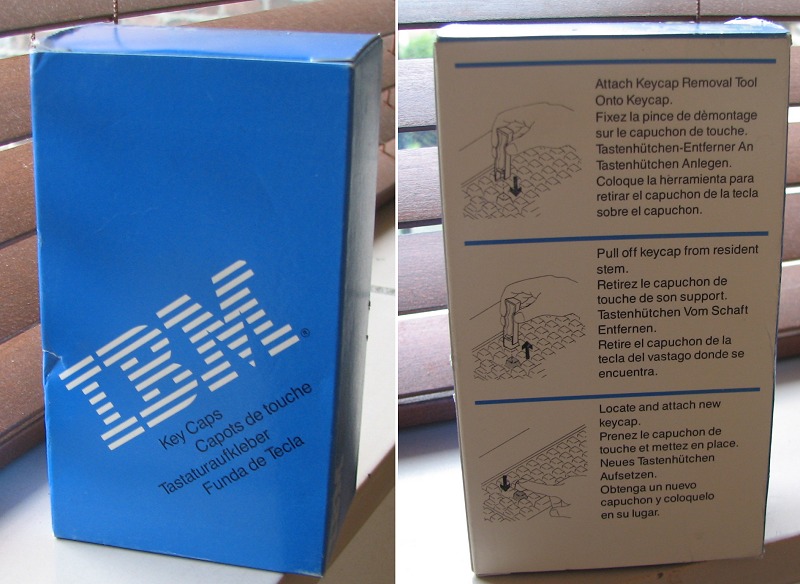 IBM®
Key Caps
Capots de touche
Tastaturaufkleber
Funda de Tecla
Attach Keycap Removal Tool
Onto Keycap.
Fixez la pince de dèmontage
sur le capuchon de touche.
Tastenhütchen-Entferner An
Tastenhütchen Anlegen.
Coloque la herramienta para
retirar el capuchon de la tecla
sobre el capuchon.
Pull off keycap from resident
stem.
Retirez le capuchon de
touche de son support.
Tastenhütchen Vom Schaft
Entfernen.
Retire el capuchon de la
tecla del vastago donde se
encuentra.
Locate and attach new
keycap.
Prenez le capuchon de
touche et mettez en place.
Neues Tastenhütchen
Aufsetzen.
Obtenga un nuevo
capuchon y coloquelo
en su lugar.